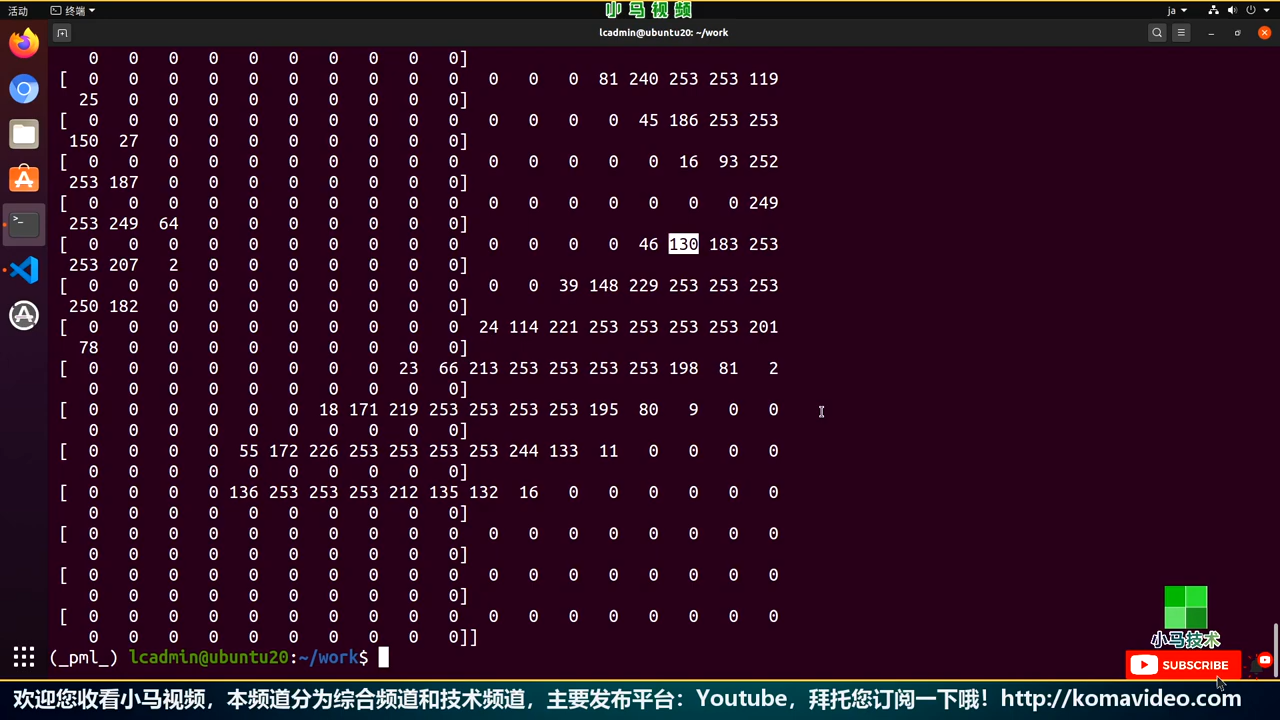 活动 终端 小马视频 ja
lcadmin@ubuntu20: ~/work
0 0 0 0 0 0 0 0 0 0]
[ 0 0 0 0 0 0 0 0 0 0 0 0 0 81 240 253 253 119
25 0 0 0 0 0 0 0 0 0]
[ 0 0 0 0 0 0 0 0 0 0 0 0 0 0 45 186 253 253
150 27 0 0 0 0 0 0 0 0]
[ 0 0 0 0 0 0 0 0 0 0 0 0 0 0 0 16 93 252
253 187 0 0 0 0 0 0 0 0]
[ 0 0 0 0 0 0 0 0 0 0 0 0 0 0 0 0 0 249
253 249 64 0 0 0 0 0 0 0]
[ 0 0 0 0 0 0 0 0 0 0 0 0 0 0 46 130 183 253
253 207 2 0 0 0 0 0 0 0]
[ 0 0 0 0 0 0 0 0 0 0 0 0 39 148 229 253 253 253
250 182 0 0 0 0 0 0 0 0]
[ 0 0 0 0 0 0 0 0 0 0 24 114 221 253 253 253 253 201
78 0 0 0 0 0 0 0 0 0]
[ 0 0 0 0 0 0 0 0 23 66 213 253 253 253 253 198 81 2
0 0 0 0 0 0 0 0 0 0]
[ 0 0 0 0 0 0 18 171 219 253 253 253 253 195 80 9 0 0
0 0 0 0 0 0 0 0 0 0]
[ 0 0 0 0 55 172 226 253 253 253 253 244 133 11 0 0 0 0
0 0 0 0 0 0 0 0 0 0]
[ 0 0 0 0 136 253 253 253 212 135 132 16 0 0 0 0 0 0
0 0 0 0 0 0 0 0 0 0]
[ 0 0 0 0 0 0 0 0 0 0 0 0 0 0 0 0 0 0
0 0 0 0 0 0 0 0 0 0]
[ 0 0 0 0 0 0 0 0 0 0 0 0 0 0 0 0 0 0
0 0 0 0 0 0 0 0 0 0]
[ 0 0 0 0 0 0 0 0 0 0 0 0 0 0 0 0 0 0
0 0 0 0 0 0 0 0 0 0]]
(_pml_) lcadmin@ubuntu20:~/work$
小马技术
SUBSCRIBE
欢迎您收看小马视频，本频道分为综合频道和技术频道，主要发布平台：Youtube，拜托您订阅一下哦！http://komavideo.com